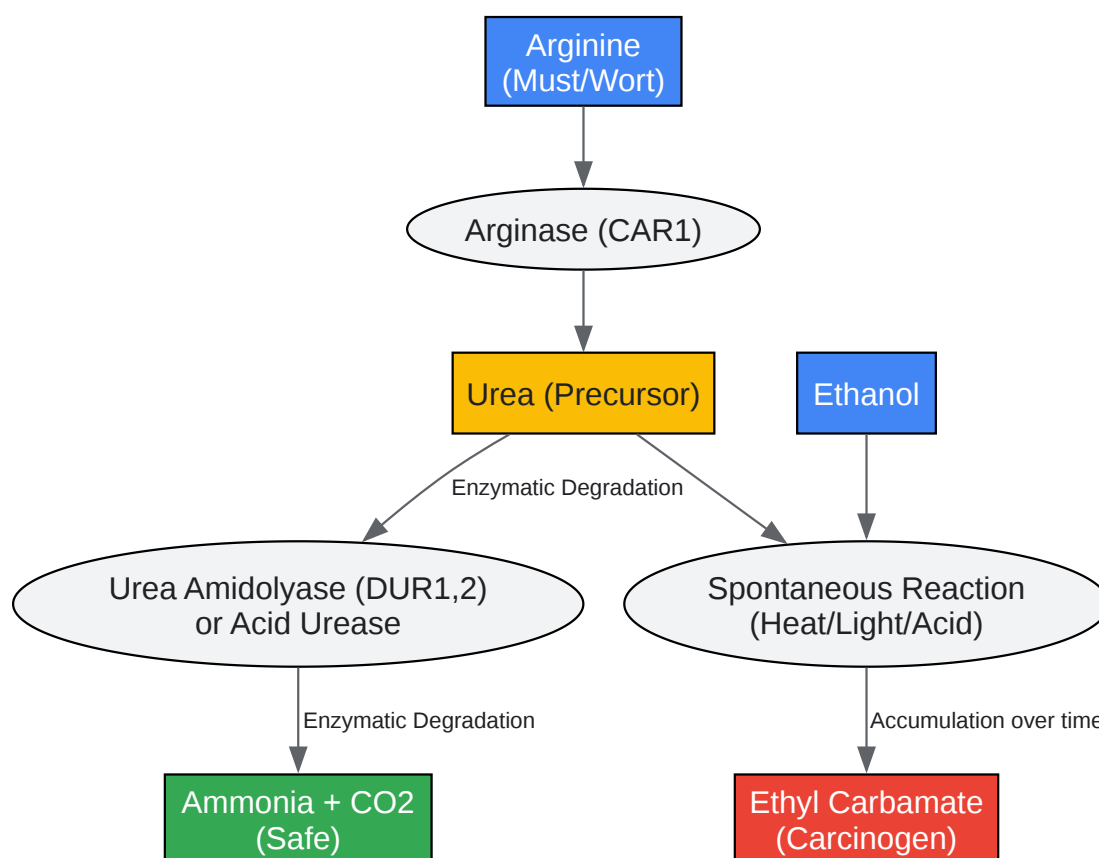 Arginine
(Must/Wort)
Arginase (CAR1)
Urea (Precursor)
Ethanol
Enzymatic Degradation
Urea Amidolyase (DUR1,2)
or Acid Urease
Spontaneous Reaction
(Heat/Light/Acid)
Enzymatic Degradation
Accumulation over time
Ammonia + CO2
(Safe)
Ethyl Carbamate
(Carcinogen)